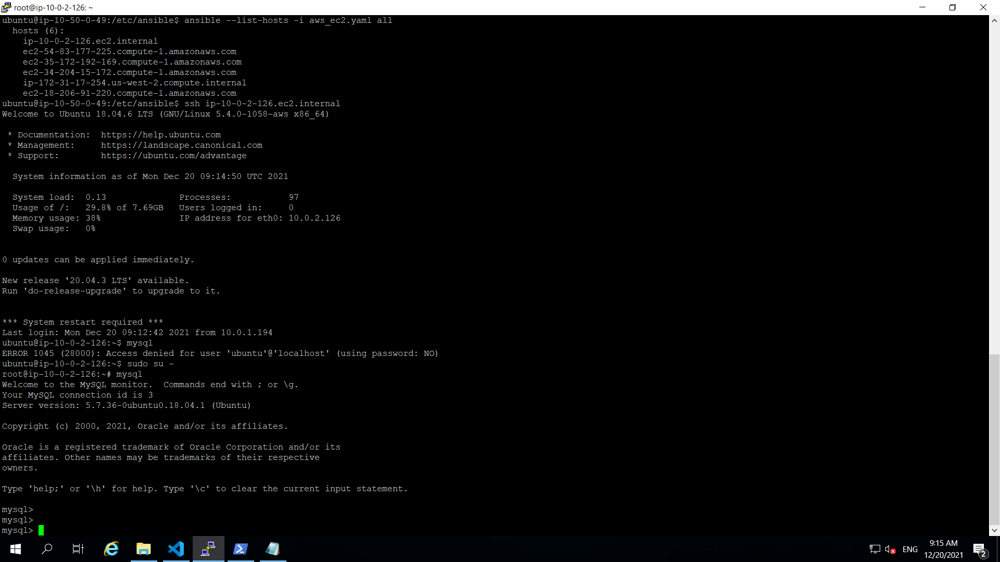 root@ip-10-0-2-126: ~
ubuntu@ip-10-50-0-49:/etc/ansible$ ansible --list-hosts -i aws_ec2.yaml all
  hosts (6):
    ip-10-0-2-126.ec2.internal
    ec2-54-83-177-225.compute-1.amazonaws.com
    ec2-35-172-192-169.compute-1.amazonaws.com
    ec2-34-204-15-172.compute-1.amazonaws.com
    ip-172-31-17-254.us-west-2.compute.internal
    ec2-18-206-91-220.compute-1.amazonaws.com
ubuntu@ip-10-50-0-49:/etc/ansible$ ssh ip-10-0-2-126.ec2.internal
Welcome to Ubuntu 18.04.6 LTS (GNU/Linux 5.4.0-1058-aws x86_64)
 * Documentation:  https://help.ubuntu.com
 * Management:     https://landscape.canonical.com
 * Support:        https://ubuntu.com/advantage
  System information as of Mon Dec 20 09:14:50 UTC 2021
  System load:  0.13              Processes:           97
  Usage of /:   29.8% of 7.69GB   Users logged in:     0
  Memory usage: 38%               IP address for eth0: 10.0.2.126
  Swap usage:   0%
0 updates can be applied immediately.
New release '20.04.3 LTS' available.
Run 'do-release-upgrade' to upgrade to it.
*** System restart required ***
Last login: Mon Dec 20 09:12:42 2021 from 10.0.1.194
ubuntu@ip-10-0-2-126:~$ mysql
ERROR 1045 (28000): Access denied for user 'ubuntu'@'localhost' (using password: NO)
ubuntu@ip-10-0-2-126:~$ sudo su -
root@ip-10-0-2-126:~# mysql
Welcome to the MySQL monitor.  Commands end with ; or \g.
Your MySQL connection id is 3
Server version: 5.7.36-0ubuntu0.18.04.1 (Ubuntu)
Copyright (c) 2000, 2021, Oracle and/or its affiliates.
Oracle is a registered trademark of Oracle Corporation and/or its
affiliates. Other names may be trademarks of their respective
owners.
Type 'help;' or '\h' for help. Type '\c' to clear the current input statement.
mysql>
mysql>
mysql>
ENG
9:15 AM
12/20/2021
2